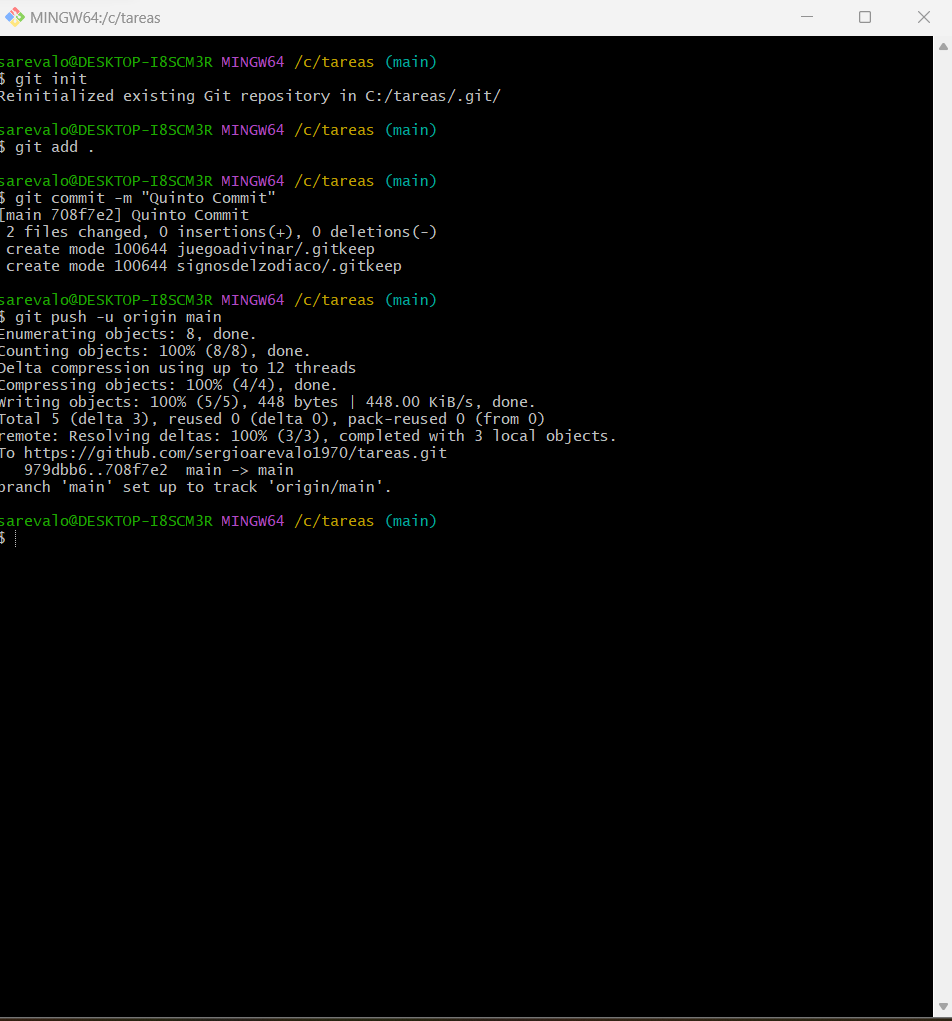 MINGW64:/c/tareas
sarevalo@DESKTOP-I8SCM3R MINGW64 /c/tareas (main)
$ git init
Reinitialized existing Git repository in C:/tareas/.git/
sarevalo@DESKTOP-I8SCM3R MINGW64 /c/tareas (main)
$ git add .
sarevalo@DESKTOP-I8SCM3R MINGW64 /c/tareas (main)
$ git commit -m "Quinto Commit"
[main 708f7e2] Quinto Commit
 2 files changed, 0 insertions(+), 0 deletions(-)
 create mode 100644 juegoadivinar/.gitkeep
 create mode 100644 signosdelzodiaco/.gitkeep
sarevalo@DESKTOP-I8SCM3R MINGW64 /c/tareas (main)
$ git push -u origin main
Enumerating objects: 8, done.
Counting objects: 100% (8/8), done.
Delta compression using up to 12 threads
Compressing objects: 100% (4/4), done.
Writing objects: 100% (5/5), 448 bytes | 448.00 KiB/s, done.
Total 5 (delta 3), reused 0 (delta 0), pack-reused 0 (from 0)
remote: Resolving deltas: 100% (3/3), completed with 3 local objects.
To https://github.com/sergioarevalo1970/tareas.git
   979dbb6..708f7e2  main -> main
branch 'main' set up to track 'origin/main'.
sarevalo@DESKTOP-I8SCM3R MINGW64 /c/tareas (main)
$